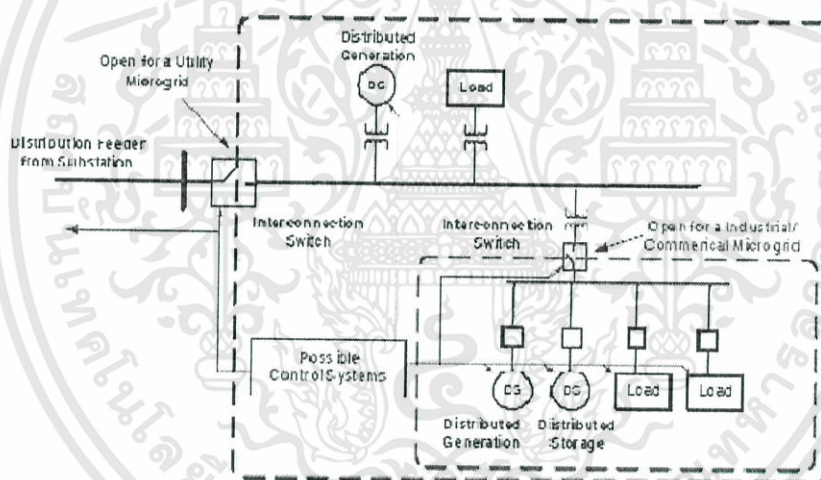 Distributed
Generation
Open for a Utility
Microgrid
DG
Load
Distribution Feeder
from Substation
Interconnection
Switch
Interconnection
Switch
Open for a Industrial/
Commerical Microgrid
Possible
Control Systems
DG
DS
Load
Load
Distributed
Generation
Distributed
Storage